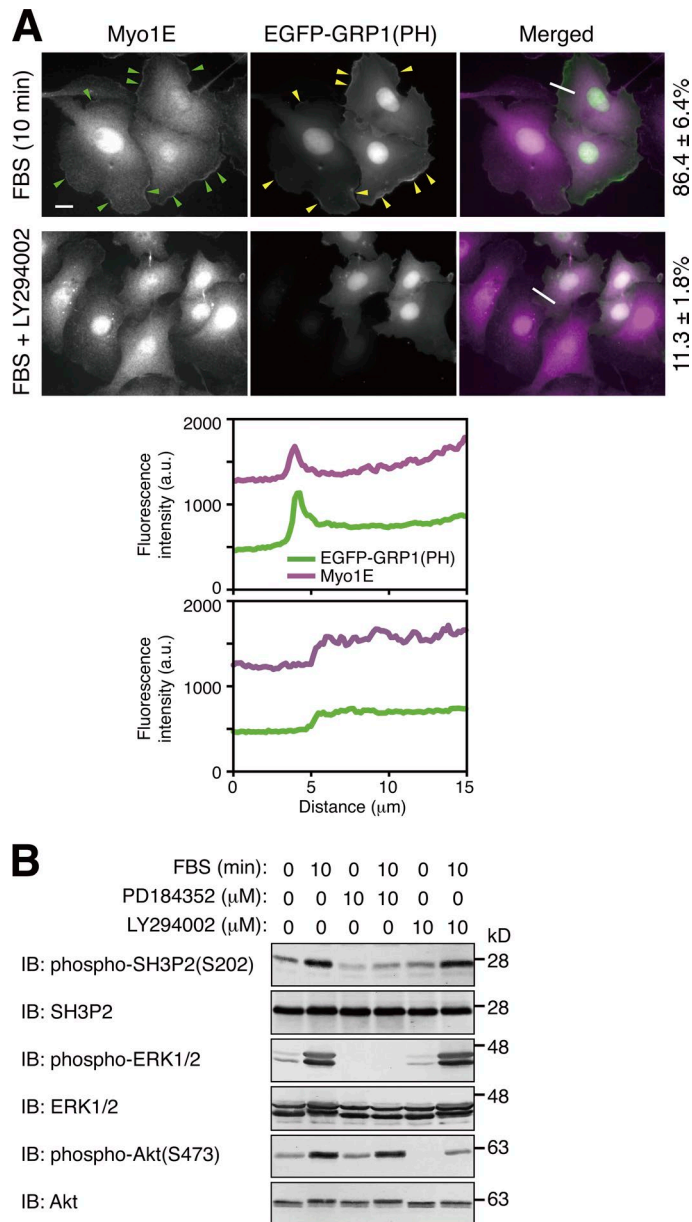 A
Myo1E EGFP-GRP1(PH) Merged
FBS (10 min)
86.4 ± 6.4%
FBS + LY294002
11.3 ± 1.8%
2000
1000
0
Fluorescence
intensity (a.u.)
EGFP-GRP1(PH)
Myo1E
2000
1000
0
Fluorescence
intensity (a.u.)
0 5 10 15
Distance (μm)
B
FBS (min): 0 10 0 10 0 10
PD184352 (μM): 0 0 10 10 0 0
LY294002 (μM): 0 0 0 0 10 10
kD
IB: phospho-SH3P2(S202) 28
IB: SH3P2 28
IB: phospho-ERK1/2 48
IB: ERK1/2 48
IB: phospho-Akt(S473) 63
IB: Akt 63